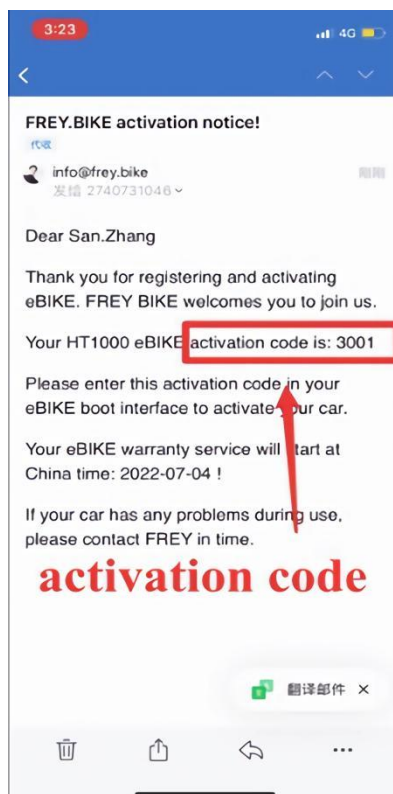 3:23
4G
FREY.BIKE activation notice!
代收
info@frey.bike
刚刚
发给 2740731046
Dear San.Zhang
Thank you for registering and activating
eBIKE. FREY BIKE welcomes you to join us.
Your HT1000 eBIKE activation code is: 3001
Please enter this activation code in your
eBIKE boot interface to activate your car.
Your eBIKE warranty service will start at
China time: 2022-07-04 !
If your car has any problems during use,
please contact FREY in time.
activation code
翻译邮件 ×